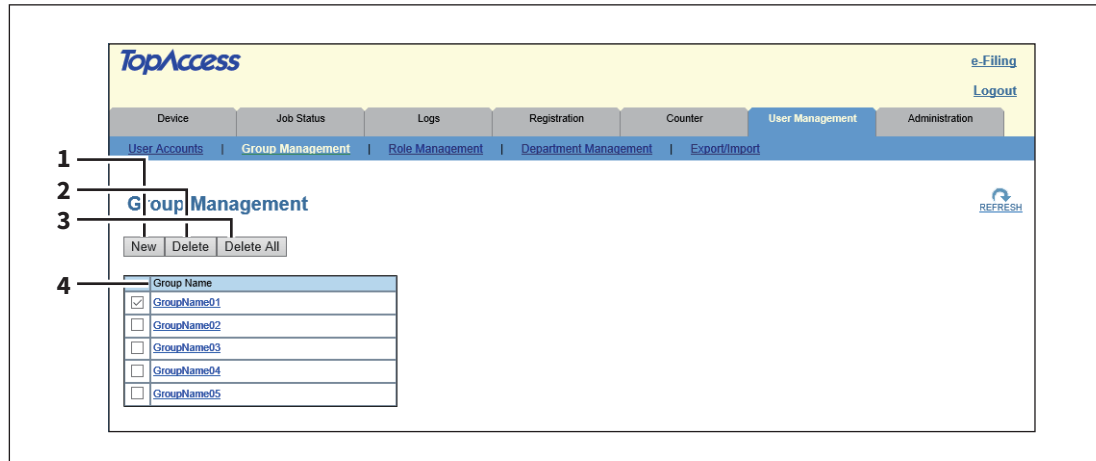 TopAccess
e-Filing
Logout
Device Job Status Logs Registration Counter User Management Administration
User Accounts | Group Management | Role Management | Department Management | Export/Import
1
2
3
Group Management
REFRESH
New Delete Delete All
4
Group Name
GroupName01
GroupName02
GroupName03
GroupName04
GroupName05